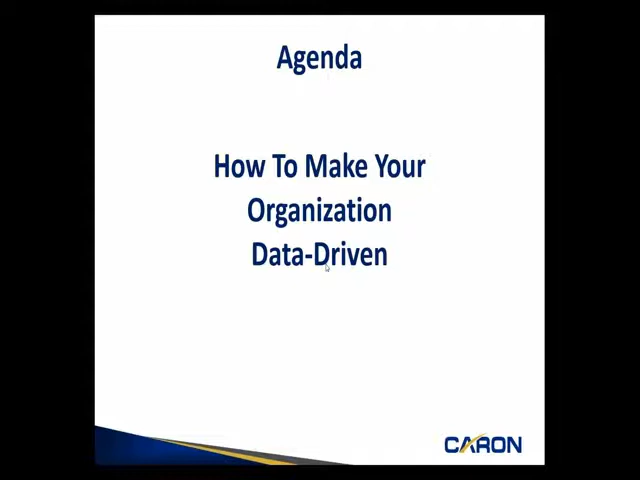 Agenda
How To Make Your
Organization
Data-Driven
CARON